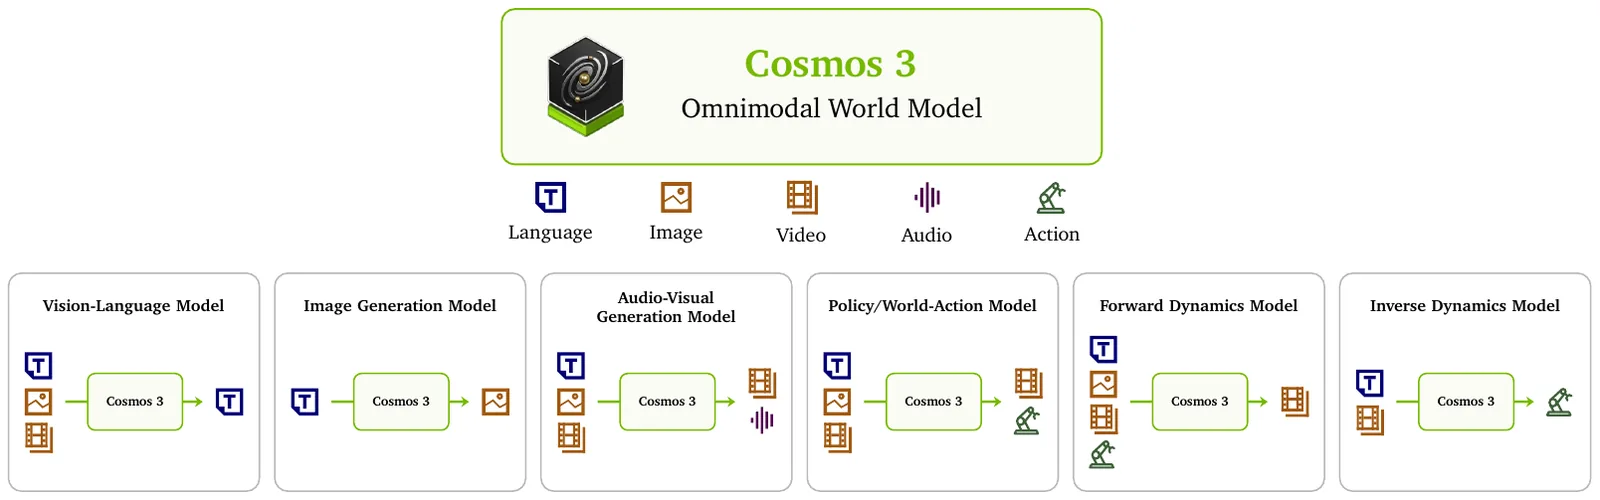 Cosmos 3
Omnimodal World Model
Language
Image
Video
Audio
Action
Vision-Language Model
T
Cosmos 3
T
Image Generation Model
T
Cosmos 3
Audio-Visual
Generation Model
T
Cosmos 3
Policy/World-Action Model
T
Cosmos 3
Forward Dynamics Model
T
Cosmos 3
Inverse Dynamics Model
T
Cosmos 3